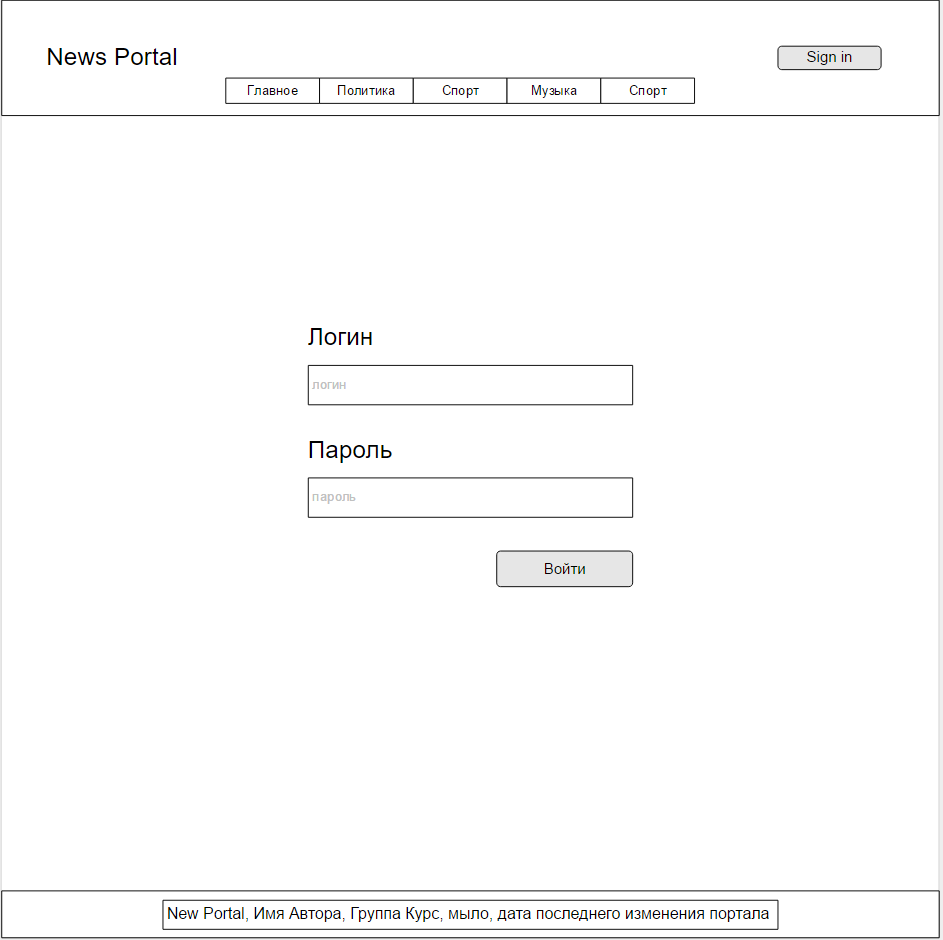 News Portal
Sign in
Главное Политика Спорт Музыка Спорт
Логин
логин
Пароль
пароль
Войти
New Portal, Имя Автора, Группа Курс, мыло, дата последнего изменения портала